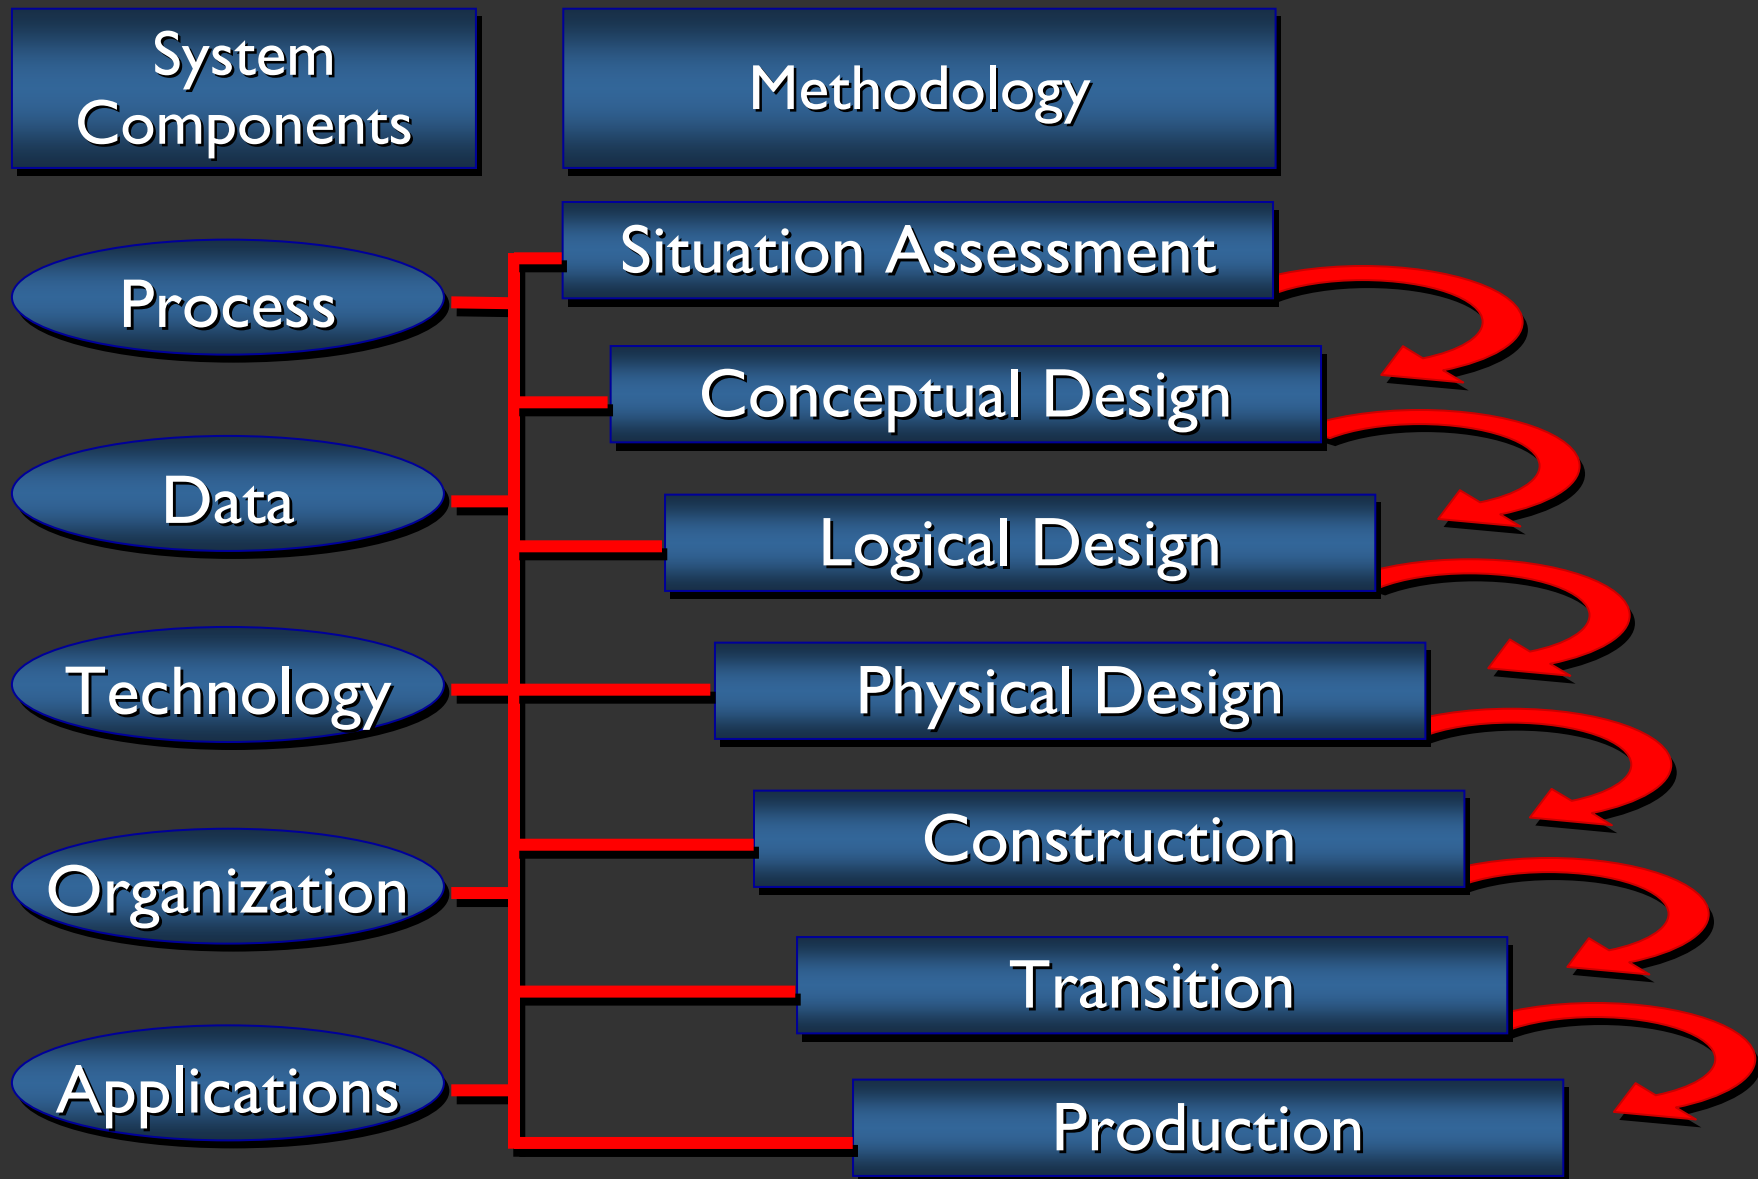 System
Components
Methodology
Situation Assessment
Process
Conceptual Design
Data
Logical Design
Technology
Physical Design
Construction
Organization
Transition
Applications
Production